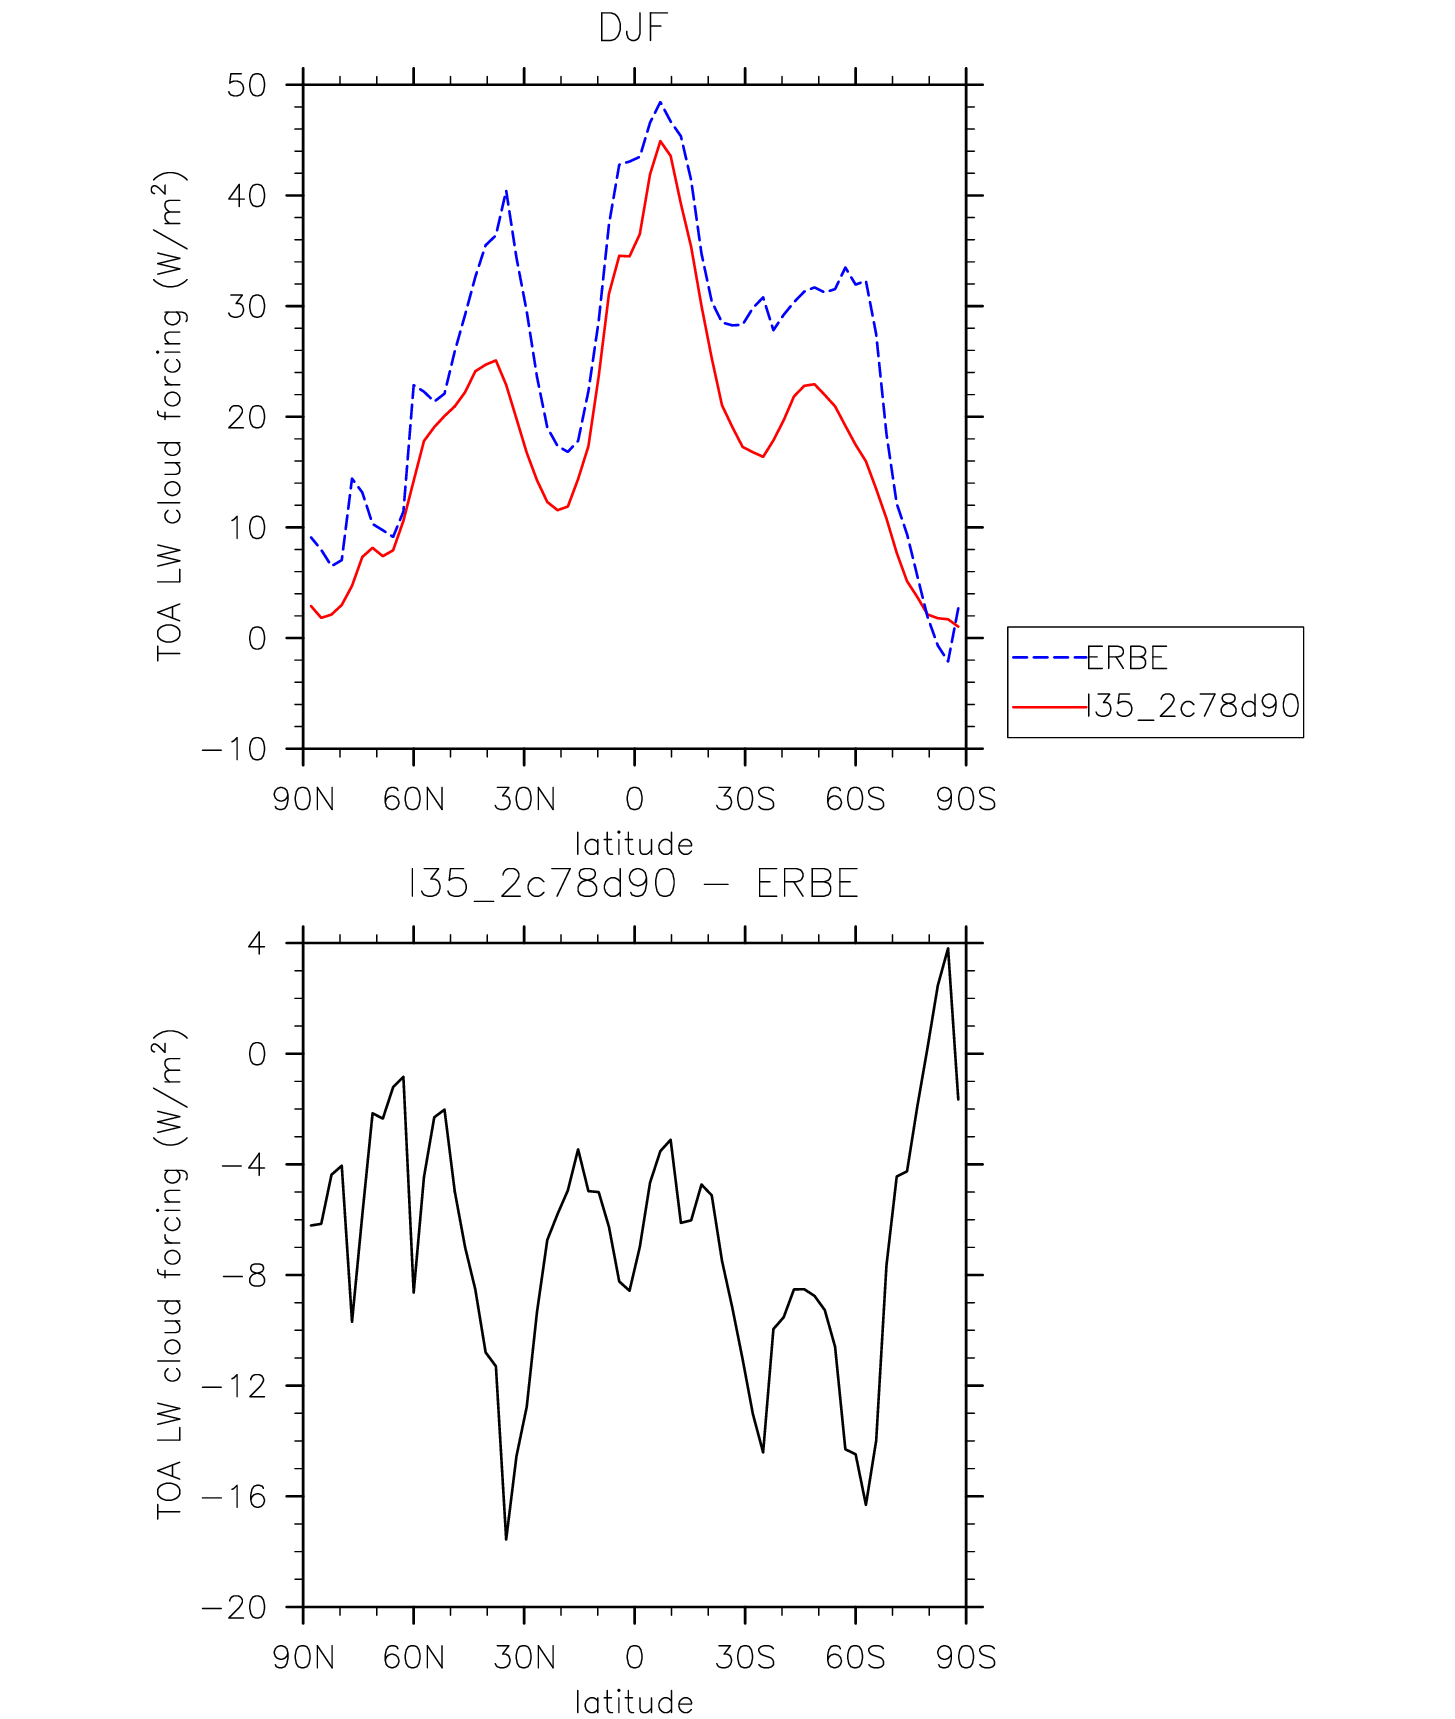 DJF
TOA LW cloud forcing (W/m²)
50
40
30
20
10
0
−10
90N 60N 30N 0 30S 60S 90S
latitude
ERBE
I35_2c78d90
I35_2c78d90 − ERBE
TOA LW cloud forcing (W/m²)
4
0
−4
−8
−12
−16
−20
90N 60N 30N 0 30S 60S 90S
latitude